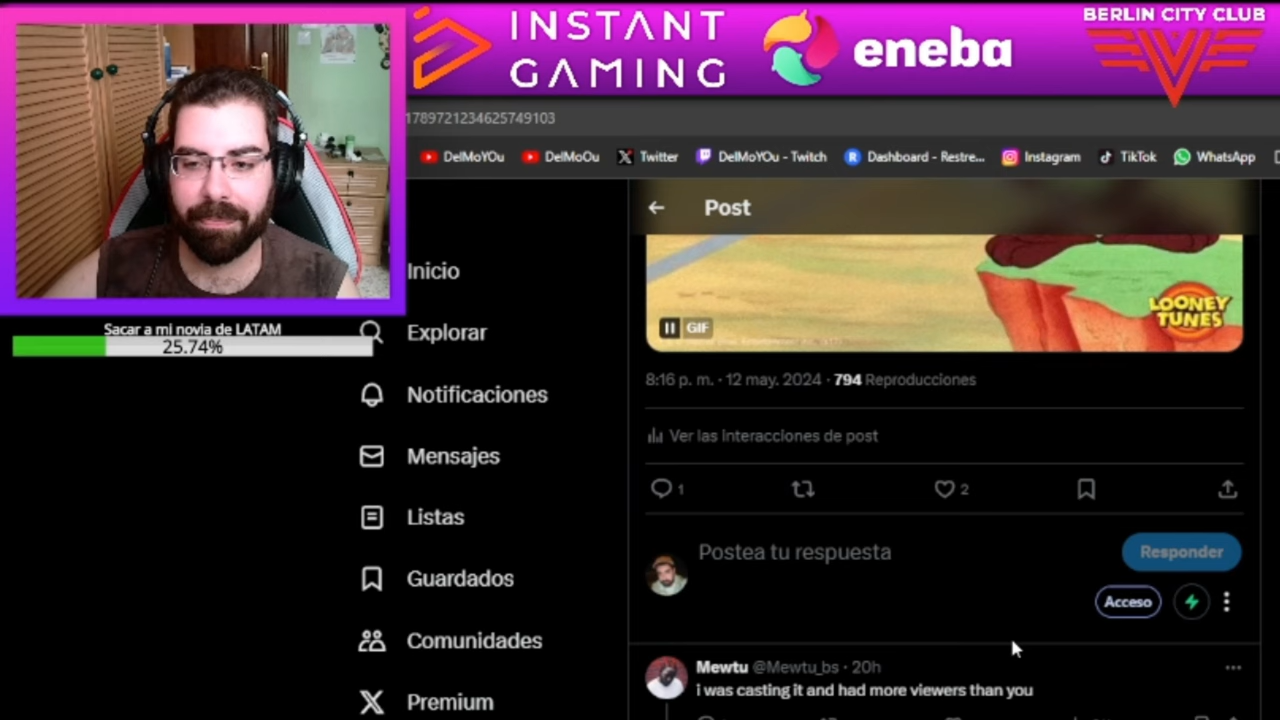 INSTANT
GAMING
eneba
BERLIN CITY CLUB
1789721234625749103
DelMoYOu
DelMoOu
Twitter
DelMoYOu - Twitch
Dashboard - Restre...
Instagram
TikTok
WhatsApp
Post
Inicio
Explorar
Notificaciones
Mensajes
Listas
Guardados
Comunidades
Premium
Sacar a mi novia de LATAM
25.74%
LOONEY
TUNES
GIF
8:16 p. m. · 12 may. 2024 · 794 Reproducciones
Ver las interacciones de post
1
2
Postea tu respuesta
Responder
Acceso
Mewtu @Mewtu_bs · 20h
i was casting it and had more viewers than you